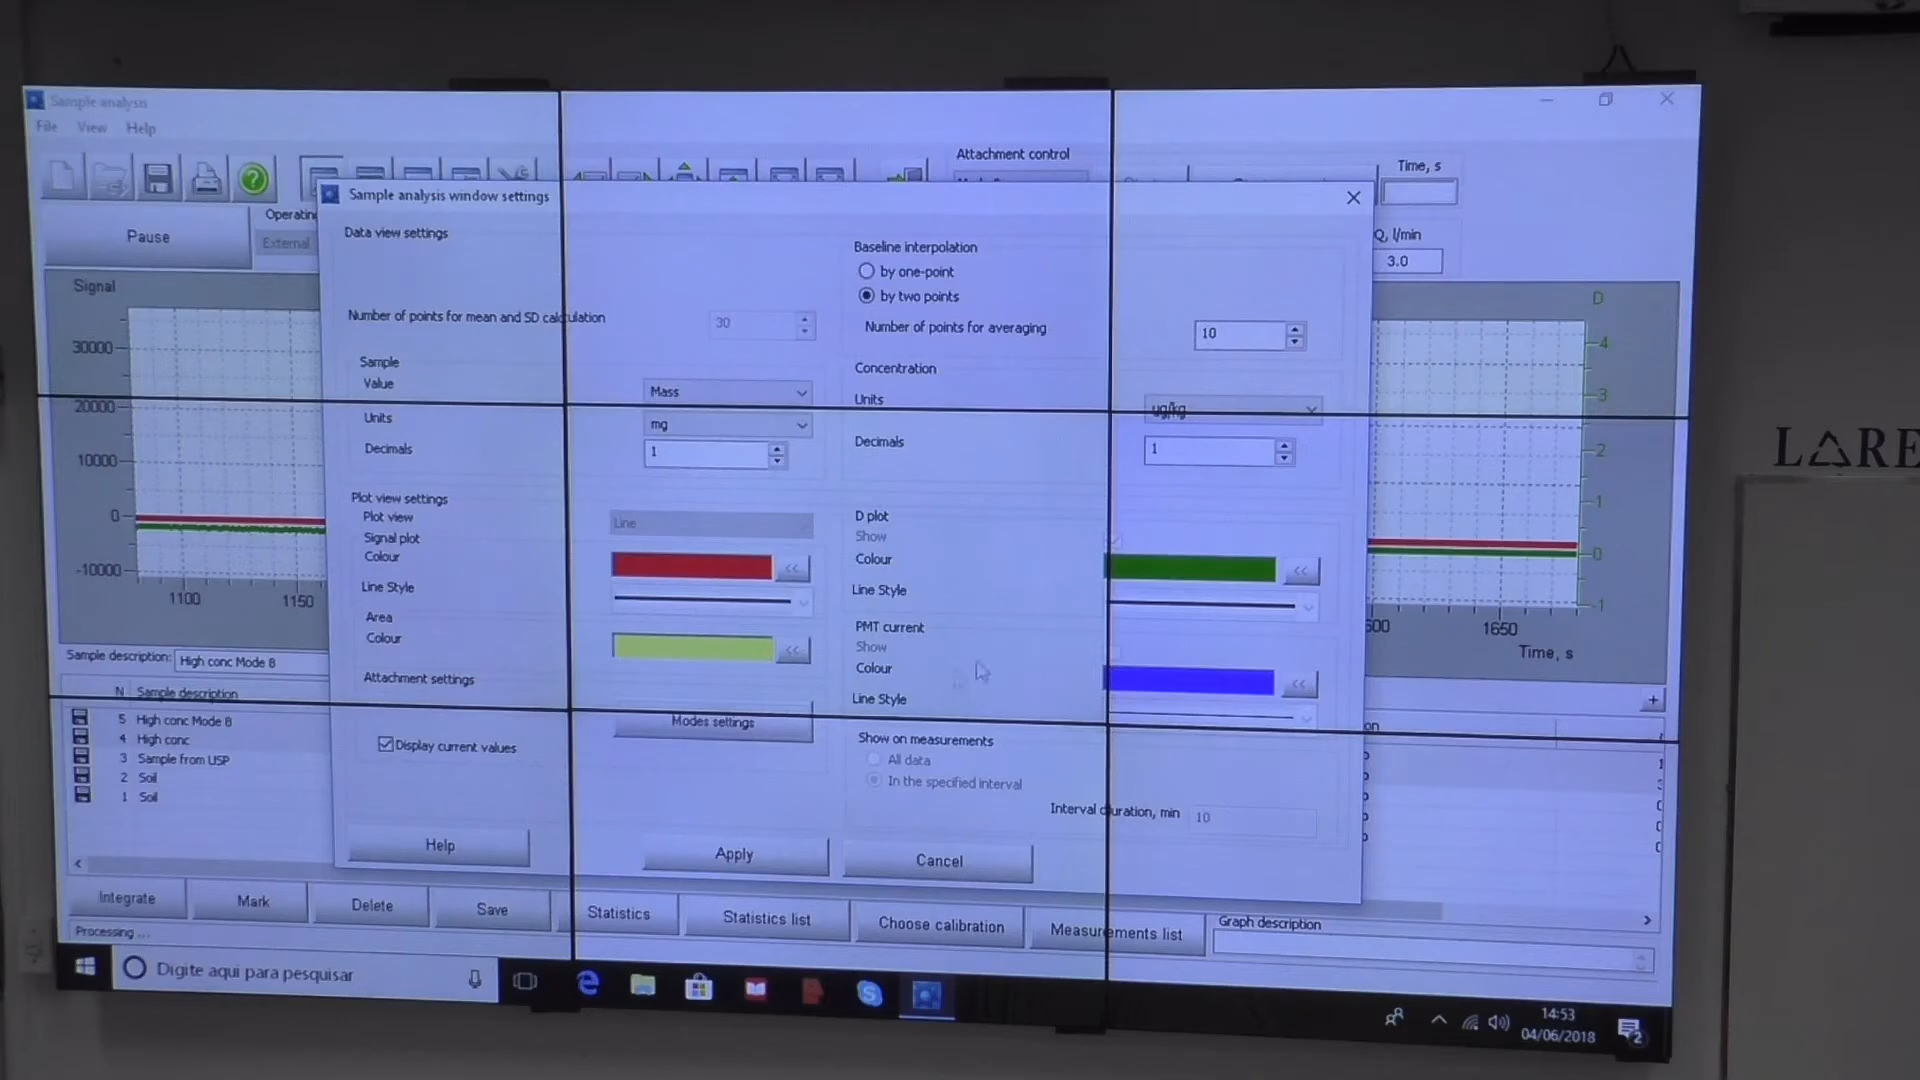 Sample analysis
File View Help
Attachment control
Time, s
Pause
External
Q, l/min
3.0
Signal
30000
20000
10000
0
-10000
1100 1150
Sample description: High conc Mode B
N Sample description
5 High conc Mode B
4 High conc
3 Sample from USP
2 Soil
1 Soil
Sample analysis window settings
Data view settings
Number of points for mean and SD calculation 30
Sample
Value Mass
Units mg
Decimals 1
Plot view settings
Plot view Line
Signal plot
Colour <<
Line Style
Area
Colour <<
Attachment settings
Modes settings
Display current values
Baseline interpolation
by one-point
by two points
Number of points for averaging 10
Concentration
Units ug/kg
Decimals 1
D plot
Show
Colour <<
Line Style
PMT current
Show
Colour <<
Line Style
Show on measurements
All data
In the specified interval
Interval duration, min 10
Help Apply Cancel
D
4
3
2
1
0
-1
1650
Time, s
+
Integrate Mark Delete Save Statistics Statistics list Choose calibration Measurements list
Graph description
Processing ...
Digite aqui para pesquisar
14:53
04/06/2018
2